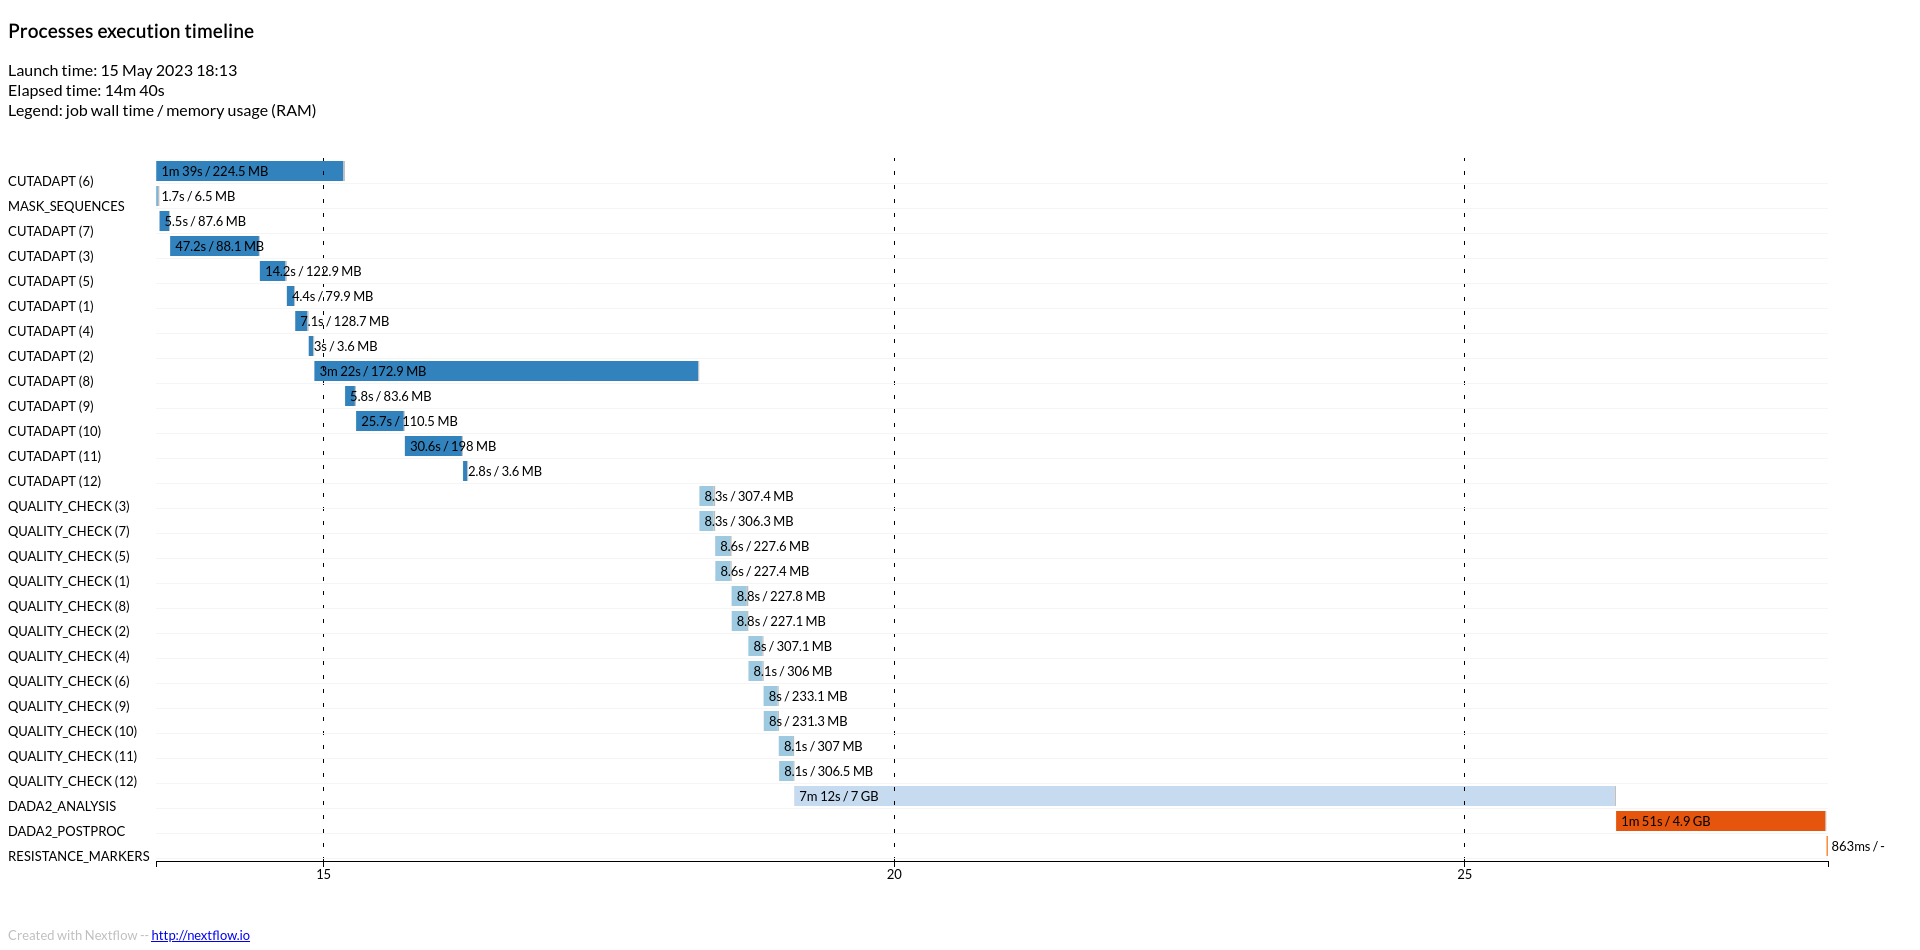 Processes execution timeline
Launch time: 15 May 2023 18:13
Elapsed time: 14m 40s
Legend: job wall time / memory usage (RAM)
1m 39s / 224.5 MB
CUTADAPT (6)
1.7s / 6.5 MB
MASK_SEQUENCES
5.5s / 87.6 MB
CUTADAPT (7)
47.2s / 88.1 MB
CUTADAPT (3)
14.2s / 122.9 MB
CUTADAPT (5)
4.4s / 79.9 MB
CUTADAPT (1)
7.1s / 128.7 MB
CUTADAPT (4)
3s / 3.6 MB
CUTADAPT (2)
3m 22s / 172.9 MB
CUTADAPT (8)
5.8s / 83.6 MB
CUTADAPT (9)
25.7s / 110.5 MB
CUTADAPT (10)
30.6s / 198 MB
CUTADAPT (11)
2.8s / 3.6 MB
CUTADAPT (12)
8.3s / 307.4 MB
QUALITY_CHECK (3)
8.3s / 306.3 MB
QUALITY_CHECK (7)
8.6s / 227.6 MB
QUALITY_CHECK (5)
8.6s / 227.4 MB
QUALITY_CHECK (1)
8.8s / 227.8 MB
QUALITY_CHECK (8)
8.8s / 227.1 MB
QUALITY_CHECK (2)
8s / 307.1 MB
QUALITY_CHECK (4)
8.1s / 306 MB
QUALITY_CHECK (6)
8s / 233.1 MB
QUALITY_CHECK (9)
8s / 231.3 MB
QUALITY_CHECK (10)
8.1s / 307 MB
QUALITY_CHECK (11)
8.1s / 306.5 MB
QUALITY_CHECK (12)
7m 12s / 7 GB
DADA2_ANALYSIS
1m 51s / 4.9 GB
DADA2_POSTPROC
863ms / -
RESISTANCE_MARKERS
15 20 25
Created with Nextflow -- http://nextflow.io